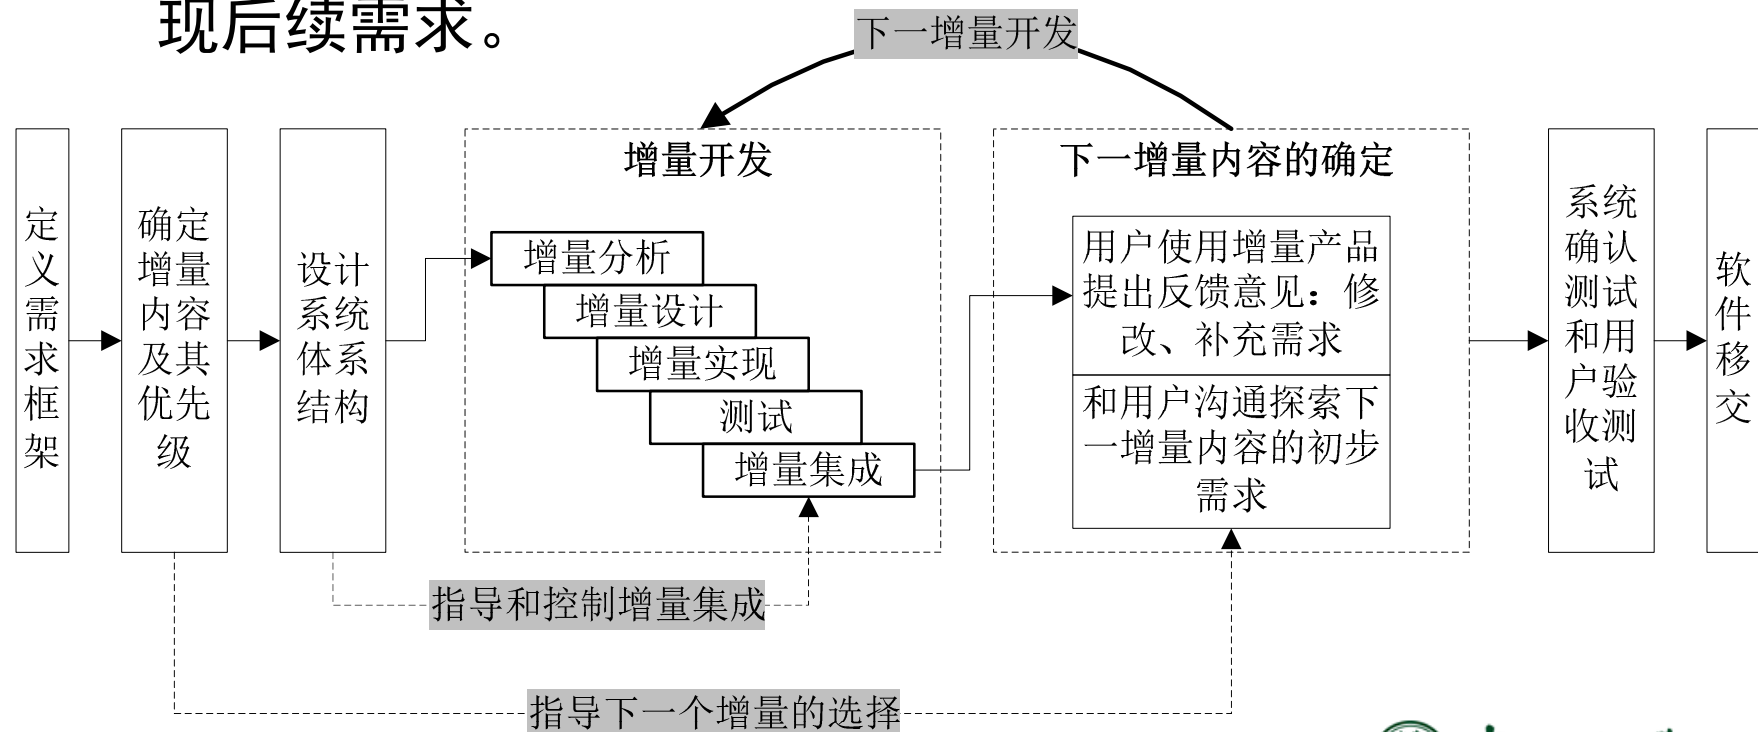 现后续需求。
下一增量开发
定
义
需
求
框
架
确定
增量
内容
及其
优先
级
设计
系统
体系
结构
增量开发
增量分析
增量设计
增量实现
测试
增量集成
下一增量内容的确定
用户使用增量产品
提出反馈意见：修
改、补充需求
和用户沟通探索下
一增量内容的初步
需求
系统
确认
测试
和用
户验
收测
试
软
件
移
交
指导和控制增量集成
指导下一个增量的选择